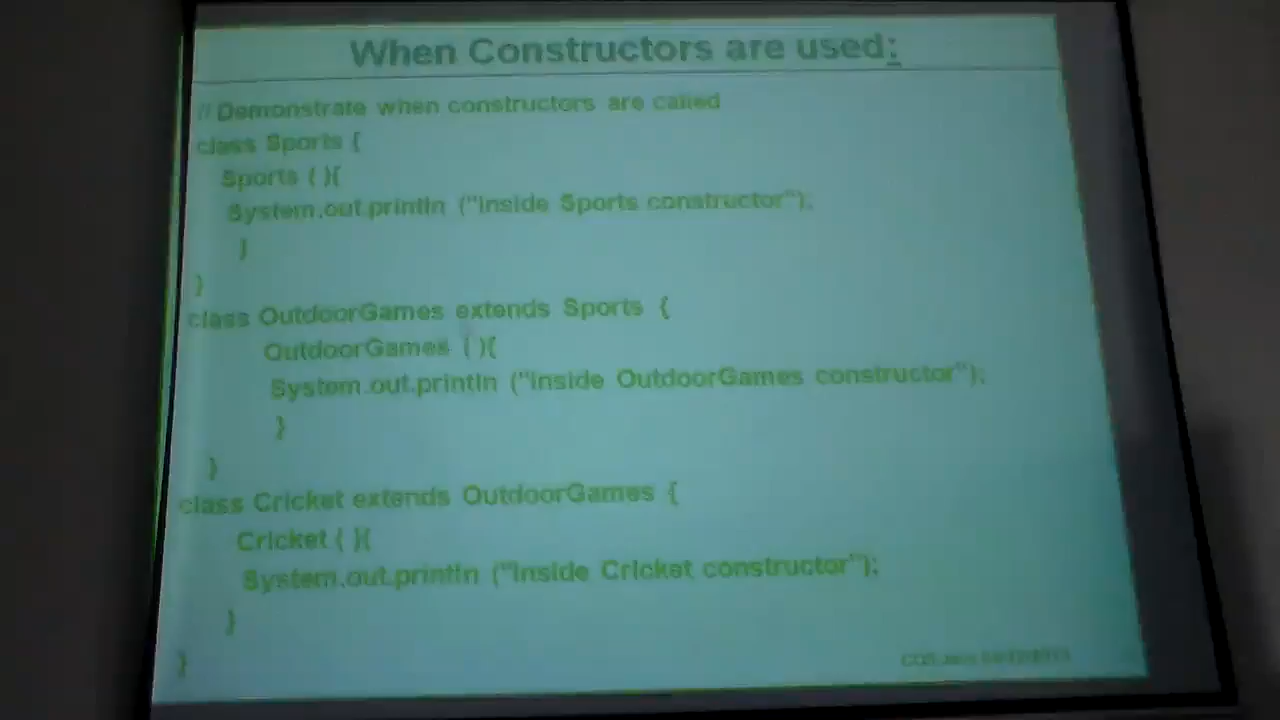 When Constructors are used:
// Demonstrate when constructors are called
class Sports {
Sports ( ){
System.out.println ("Inside Sports constructor");
}
}
class OutdoorGames extends Sports {
OutdoorGames ( ){
System.out.println ("Inside OutdoorGames constructor");
}
}
class Cricket extends OutdoorGames {
Cricket ( ){
System.out.println ("Inside Cricket constructor");
}
}